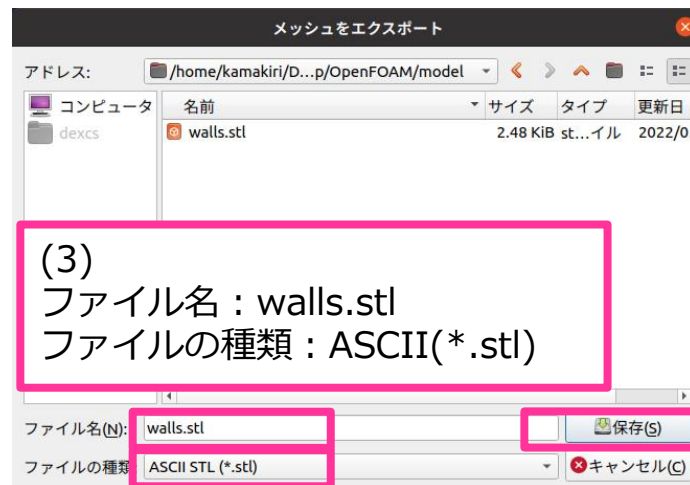 メッシュをエクスポート
アドレス: /home/kamakiri/D...p/OpenFOAM/model
コンピュータ 名前 サイズ タイプ 更新日
dexcs walls.stl 2.48 KiB st...イル 2022/0
(3)
ファイル名：walls.stl
ファイルの種類：ASCII(*.stl)
ファイル名(N): walls.stl 保存(S)
ファイルの種類 ASCII STL (*.stl) キャンセル(C)